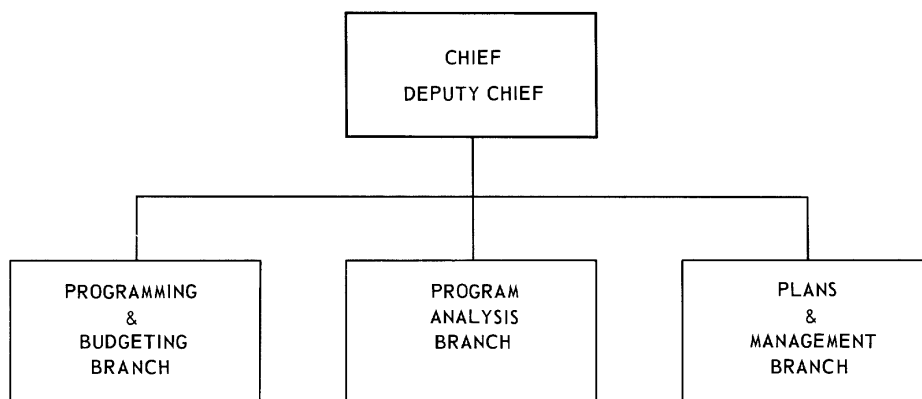 CHIEF
DEPUTY CHIEF
PROGRAMMING
&
BUDGETING
BRANCH
PROGRAM
ANALYSIS
BRANCH
PLANS
&
MANAGEMENT
BRANCH